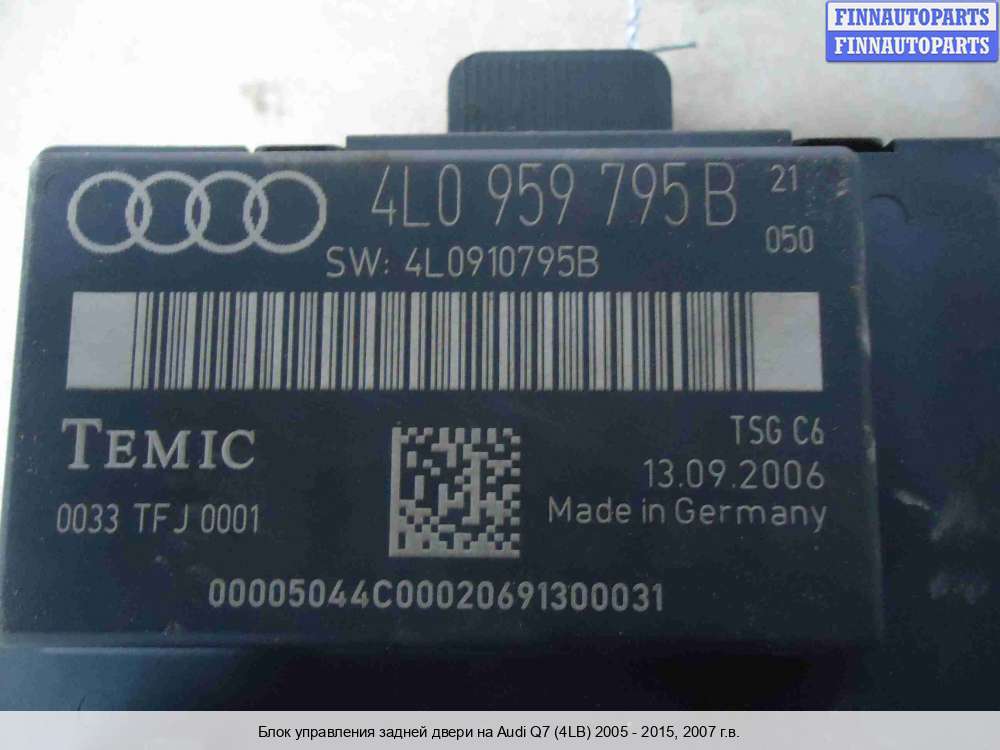 FINNAUTOPARTS
FINNAUTOPARTS
4L0 959 795B 21
050
SW: 4L0910795B
TEMIC
TSG C6
13.09.2006
0033 TFJ 0001
Made in Germany
00005044C00020691300031
Блок управления задней двери на Audi Q7 (4LB) 2005 - 2015, 2007 г.в.